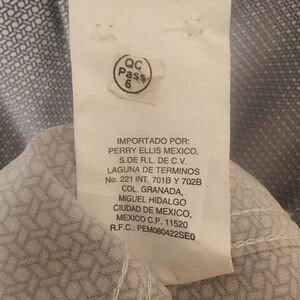 QC
Pass
6
IMPORTADO POR:
PERRY ELLIS MEXICO,
S.DE R.L. DE C.V.
LAGUNA DE TERMINOS
No. 221 INT. 701B Y 702B
COL. GRANADA,
MIGUEL HIDALGO
CIUDAD DE MEXICO,
MEXICO C.P. 11520
R.F.C.: PEM080422SE0